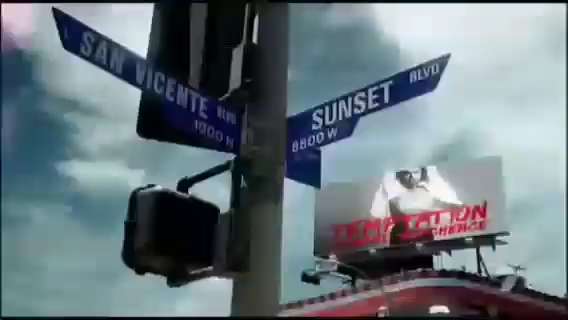 SAN VICENTE BLVD
1000 N
SUNSET BLVD
8800 W
TEMPTATION